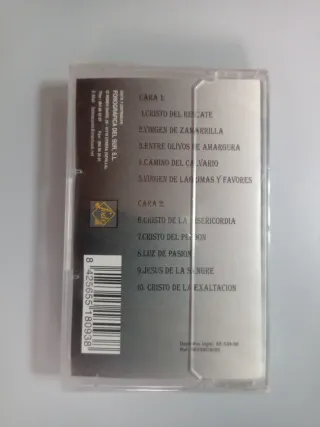 CARA 1:
1.CRISTO DEL RESCATE
2.VIRGEN DE ZAMARRILLA
3.ENTRE OLIVOS DE AMARGURA
4.CAMINO DEL CALVARIO
5.VIRGEN DE LAGRIMAS Y FAVORES
CARA 2:
6.CRISTO DE LA MISERICORDIA
7.CRISTO DEL PERDON
8.LUZ DE PASION
9.JESUS DE LA SANGRE
10. CRISTO DE LA EXALTACION
FONOGRAFICA DEL SUR, S.L.
8 425655 180938